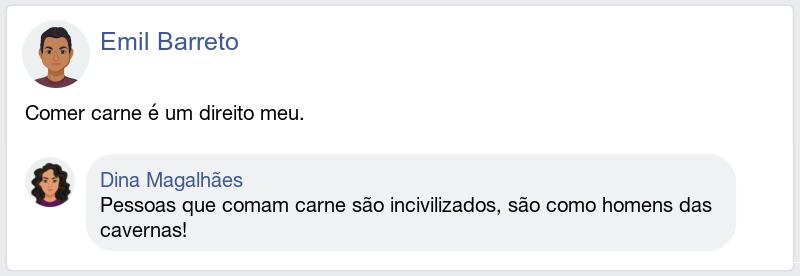 Emil Barreto
Comer carne é um direito meu.
Dina Magalhães
Pessoas que comam carne são incivilizados, são como homens das
cavernas!